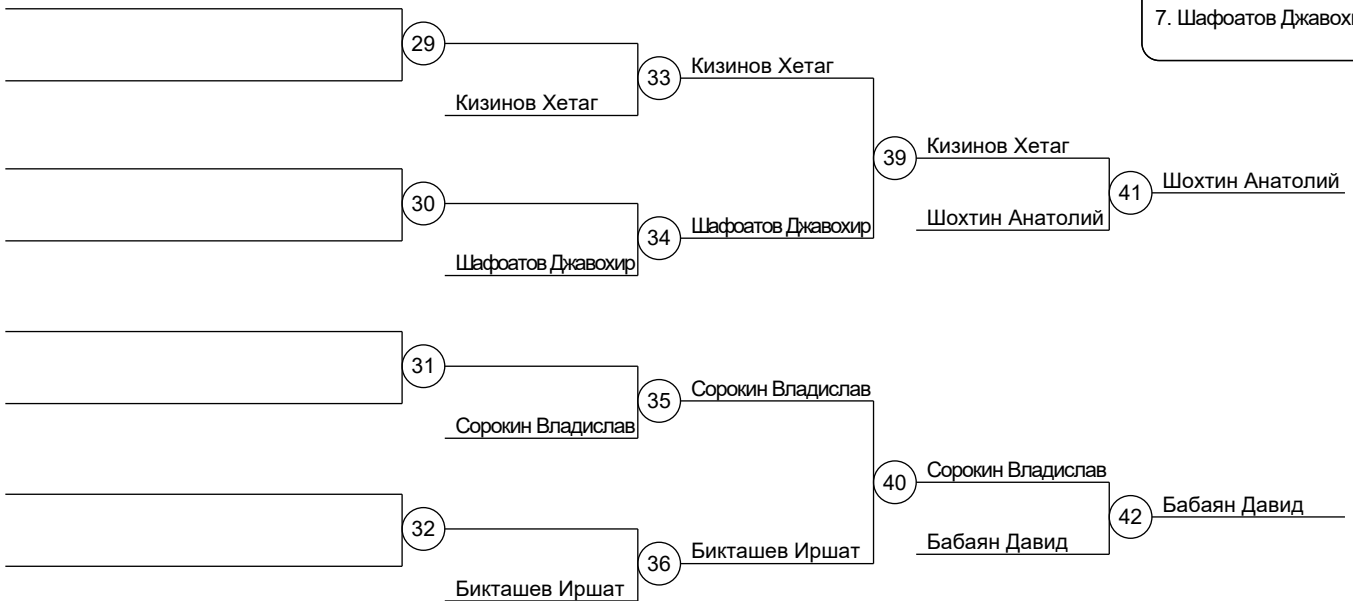 7. Шафоатов Джавохи
29
33
Кизинов Хетаг
Кизинов Хетаг
39
Кизинов Хетаг
41
Шохтин Анатолий
Шохтин Анатолий
30
34
Шафоатов Джавохир
Шафоатов Джавохир
31
35
Сорокин Владислав
Сорокин Владислав
40
Сорокин Владислав
42
Бабаян Давид
Бабаян Давид
32
36
Бикташев Иршат
Бикташев Иршат